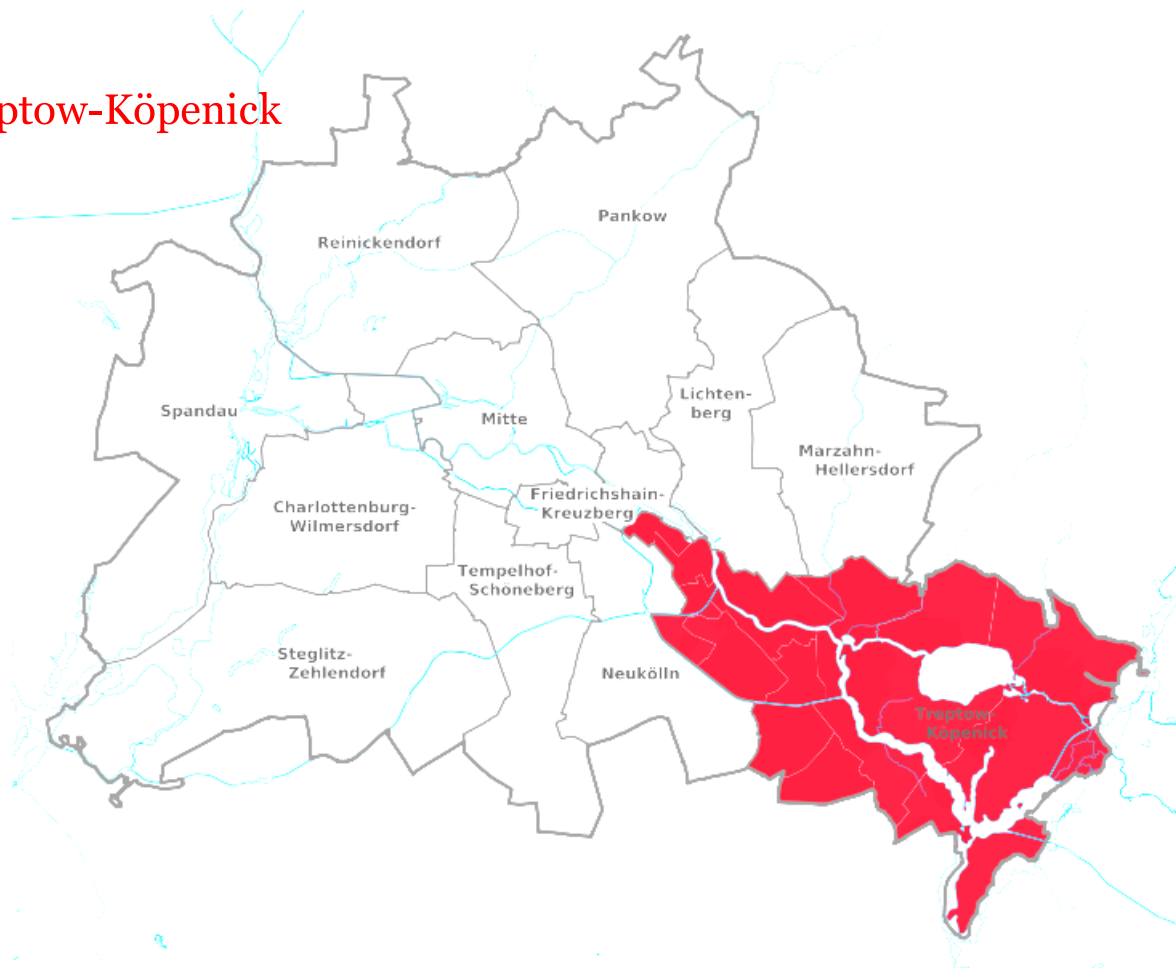 ptow-Köpenick
Pankow
Reinickendorf
Lichten-
berg
Spandau
Mitte
Marzahn-
Hellersdorf
Friedrichshain-
Kreuzberg
Charlottenburg-
Wilmersdorf
Tempelhof-
Schöneberg
Steglitz-
Zehlendorf
Neukölln
Treptow-
Köpenick